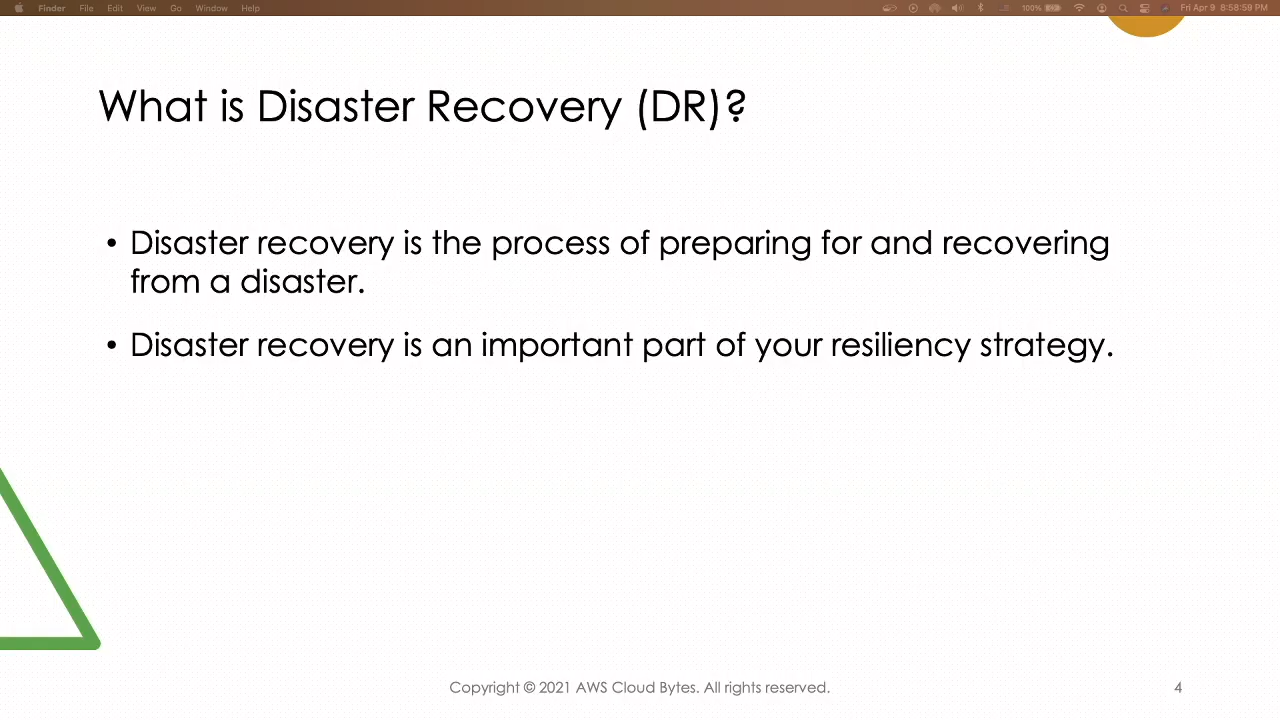 Finder File Edit View Go Window Help 100% Fri Apr 9 8:58:59 PM
What is Disaster Recovery (DR)?
• Disaster recovery is the process of preparing for and recovering
from a disaster.
• Disaster recovery is an important part of your resiliency strategy.
Copyright © 2021 AWS Cloud Bytes. All rights reserved. 4